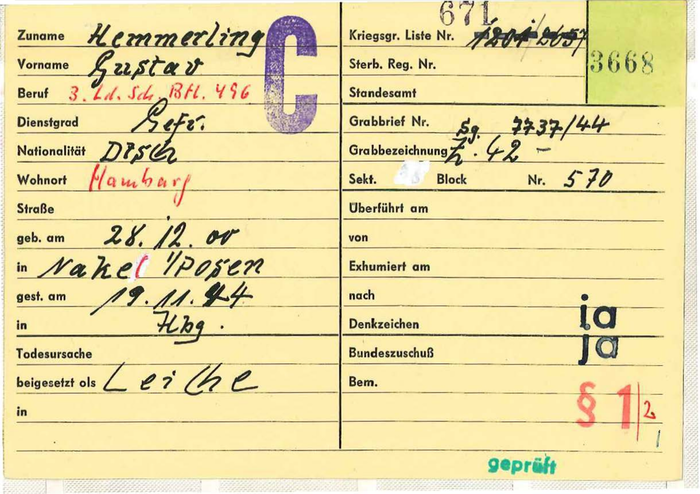 Zuname Hemmerling
Vorname Gustav
Beruf 3. Ld. Sch. Btl. 496
Dienstgrad Gefr.
Nationalität Dtsch
Wohnort Hamburg
Straße
geb. am 28. 12. 00
in Nakel /Posen
gest. am 19. 11. 44
in Hbg.
Todesursache
beigesetzt als Leiche
in
C
671
Kriegsgr. Liste Nr.
3668
Sterb. Reg. Nr.
Standesamt
Grabbrief Nr. Sg. 7737/44
Grabbezeichnung Z. 42 -
Sekt. Block Nr. 570
Überführt am
von
Exhumiert am
nach
Denkzeichen ja
Bundeszuschuß ja
Bem.
§ 1/2
geprüft